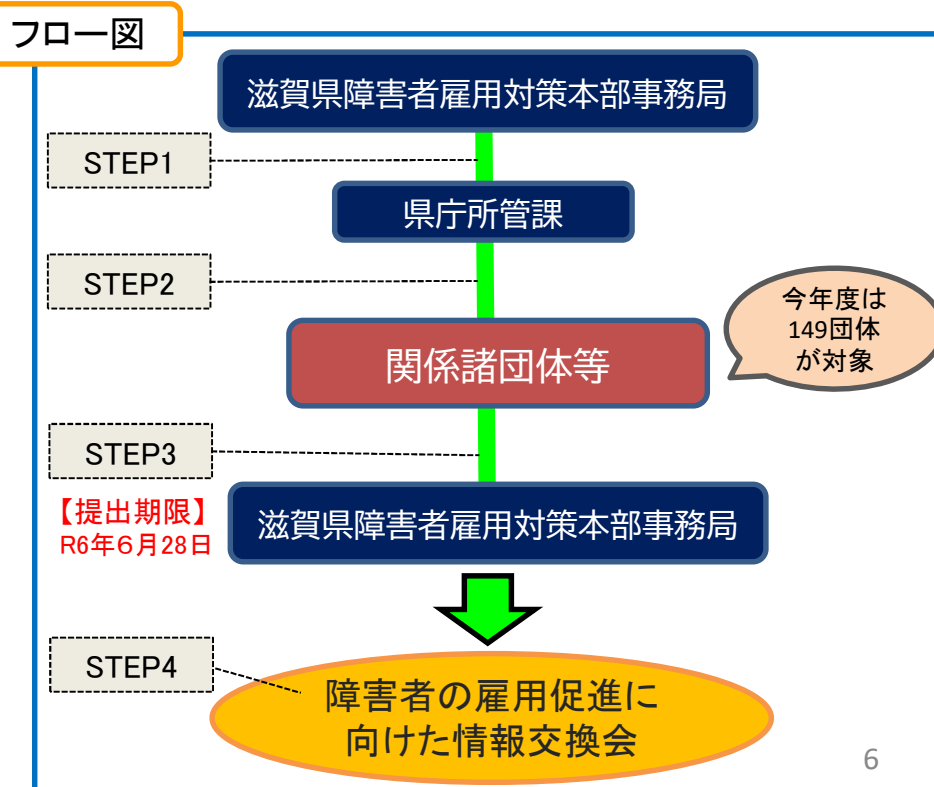 フロー図
滋賀県障害者雇用対策本部事務局
STEP1
県庁所管課
STEP2
関係諸団体等
今年度は
149団体
が対象
STEP3
【提出期限】
R6年６月28日
滋賀県障害者雇用対策本部事務局
STEP4
障害者の雇用促進に
向けた情報交換会
6